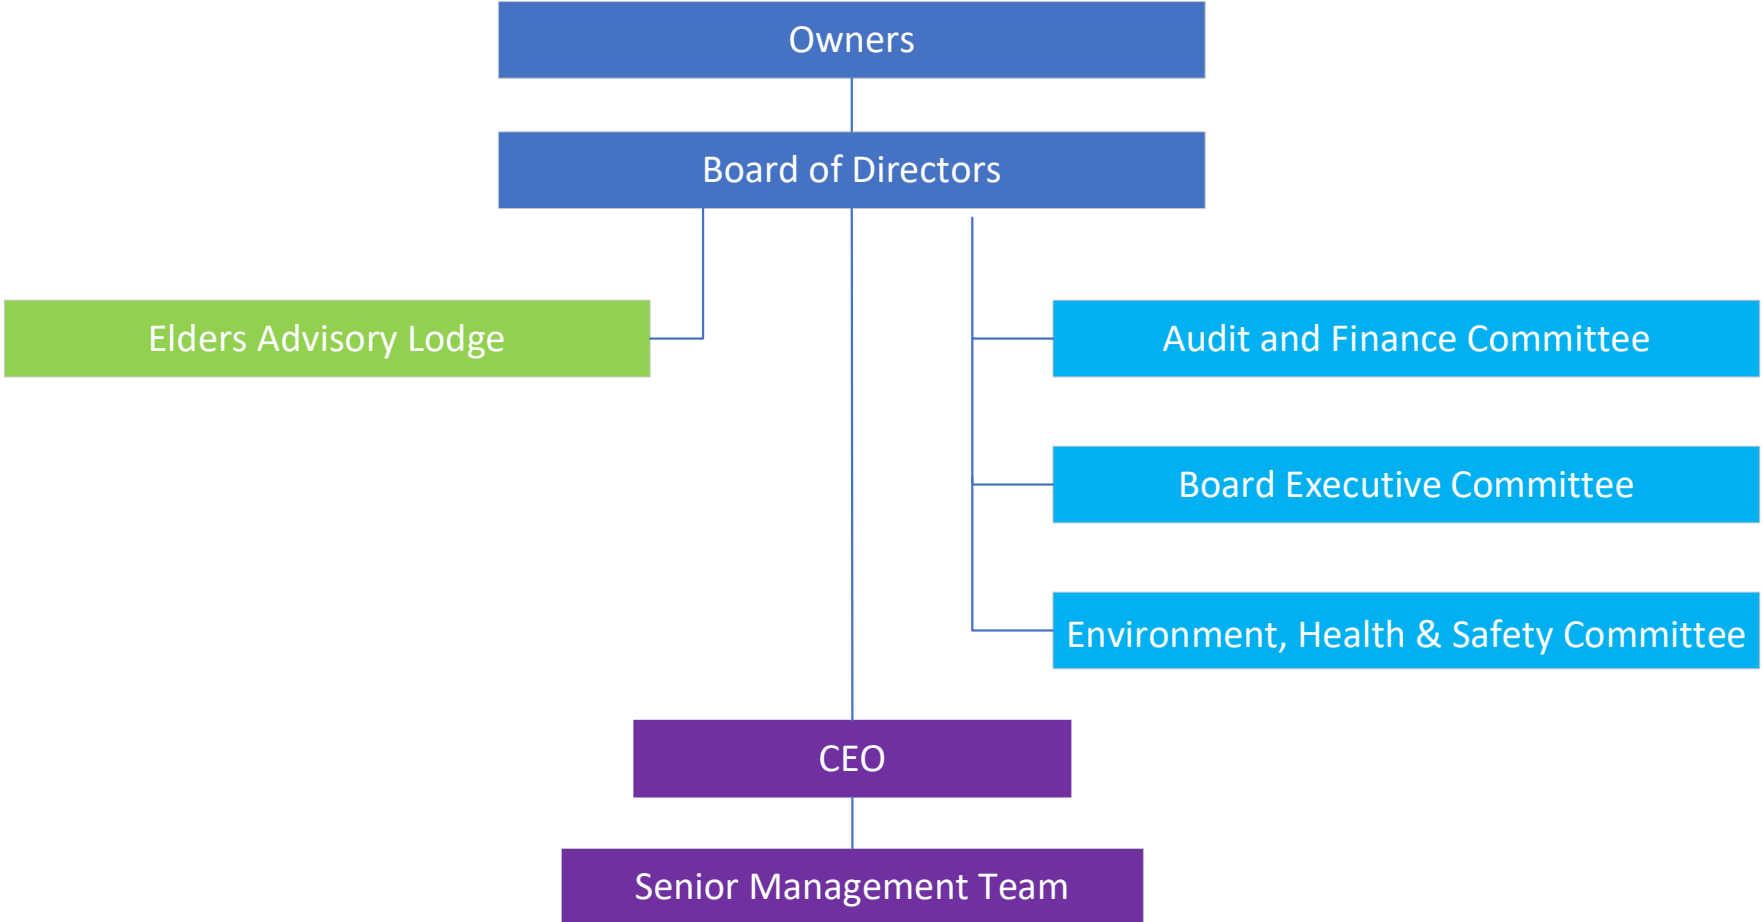 Owners
Board of Directors
Elders Advisory Lodge
Audit and Finance Committee
Board Executive Committee
Environment, Health & Safety Committee
CEO
Senior Management Team